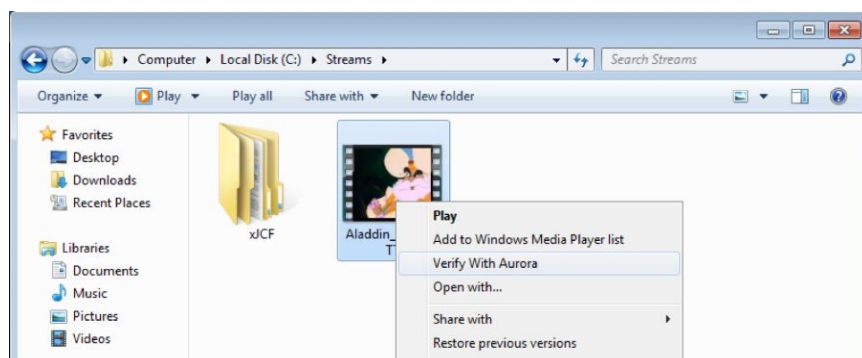 Computer Local Disk (C:) Streams Search Streams
Organize Play Play all Share with New folder
Favorites
Desktop
Downloads
Recent Places
Libraries
Documents
Music
Pictures
Videos
xJCF
Aladdin_
T
Play
Add to Windows Media Player list
Verify With Aurora
Open with...
Share with
Restore previous versions